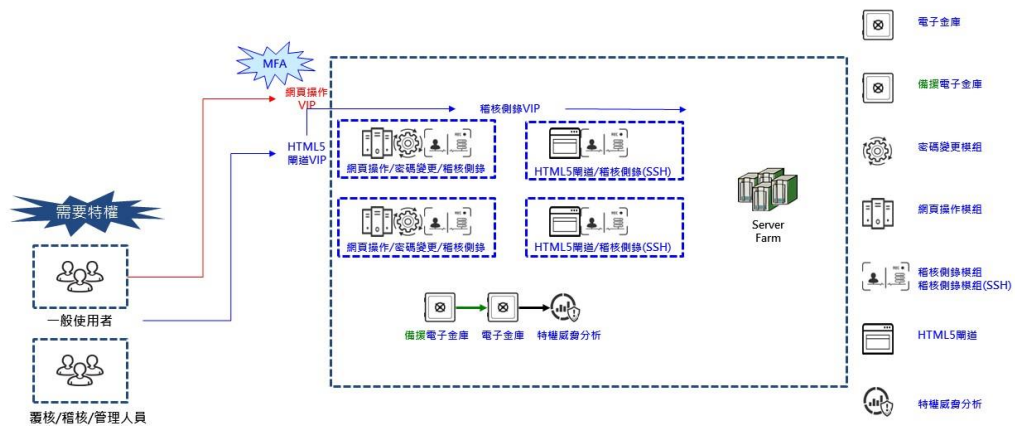 MFA
網頁操作
VIP
稽核側錄VIP
HTML5
閘道VIP
網頁操作/密碼變更/稽核側錄
HTML5閘道/稽核側錄(SSH)
網頁操作/密碼變更/稽核側錄
HTML5閘道/稽核側錄(SSH)
需要特權
一般使用者
覆核/稽核/管理人員
備援電子金庫
電子金庫
特權威脅分析
Server
Farm
電子金庫
備援電子金庫
密碼變更模組
網頁操作模組
稽核側錄模組
稽核側錄模組(SSH)
HTML5閘道
特權威脅分析